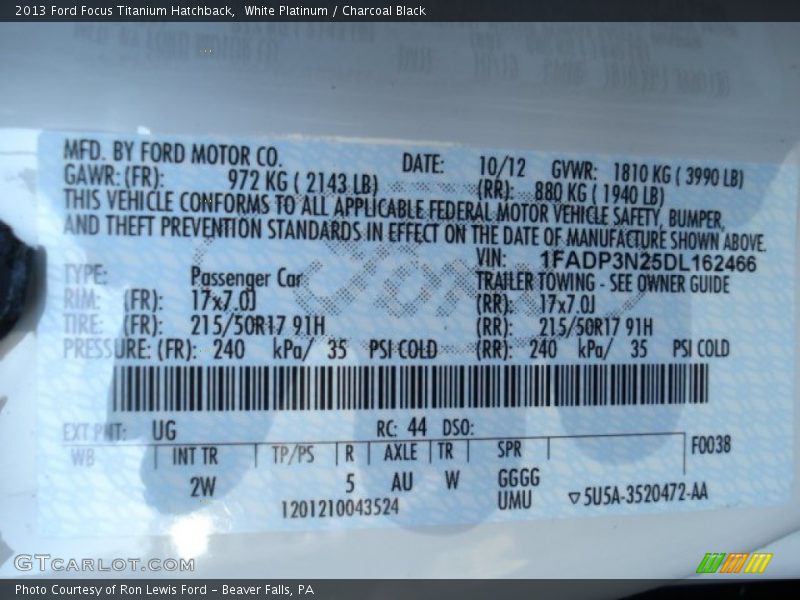 2013 Ford Focus Titanium Hatchback,  White Platinum / Charcoal Black
MFD. BY FORD MOTOR CO. DATE: 10/12 GVWR: 1810 KG ( 3990 LB)
GAWR: (FR): 972 KG ( 2143 LB) (RR): 880 KG ( 1940 LB)
THIS VEHICLE CONFORMS TO ALL APPLICABLE FEDERAL MOTOR VEHICLE SAFETY, BUMPER,
AND THEFT PREVENTION STANDARDS IN EFFECT ON THE DATE OF MANUFACTURE SHOWN ABOVE.
VIN: 1FADP3N25DL162466
TYPE: Passenger Car TRAILER TOWING - SEE OWNER GUIDE
RIM: (FR): 17x7.0J (RR): 17x7.0J
TIRE: (FR): 215/50R17 91H (RR): 215/50R17 91H
PRESSURE: (FR): 240 kPa/ 35 PSI COLD (RR): 240 kPa/ 35 PSI COLD
EXT PNT: UG RC: 44 DSO:
WB INT TR TP/PS R AXLE TR SPR F0038
2W 5 AU W GGGG
1201210043524 UMU ▽5U5A-3520472-AA
GTCARLOT.COM
Photo Courtesy of Ron Lewis Ford - Beaver Falls, PA